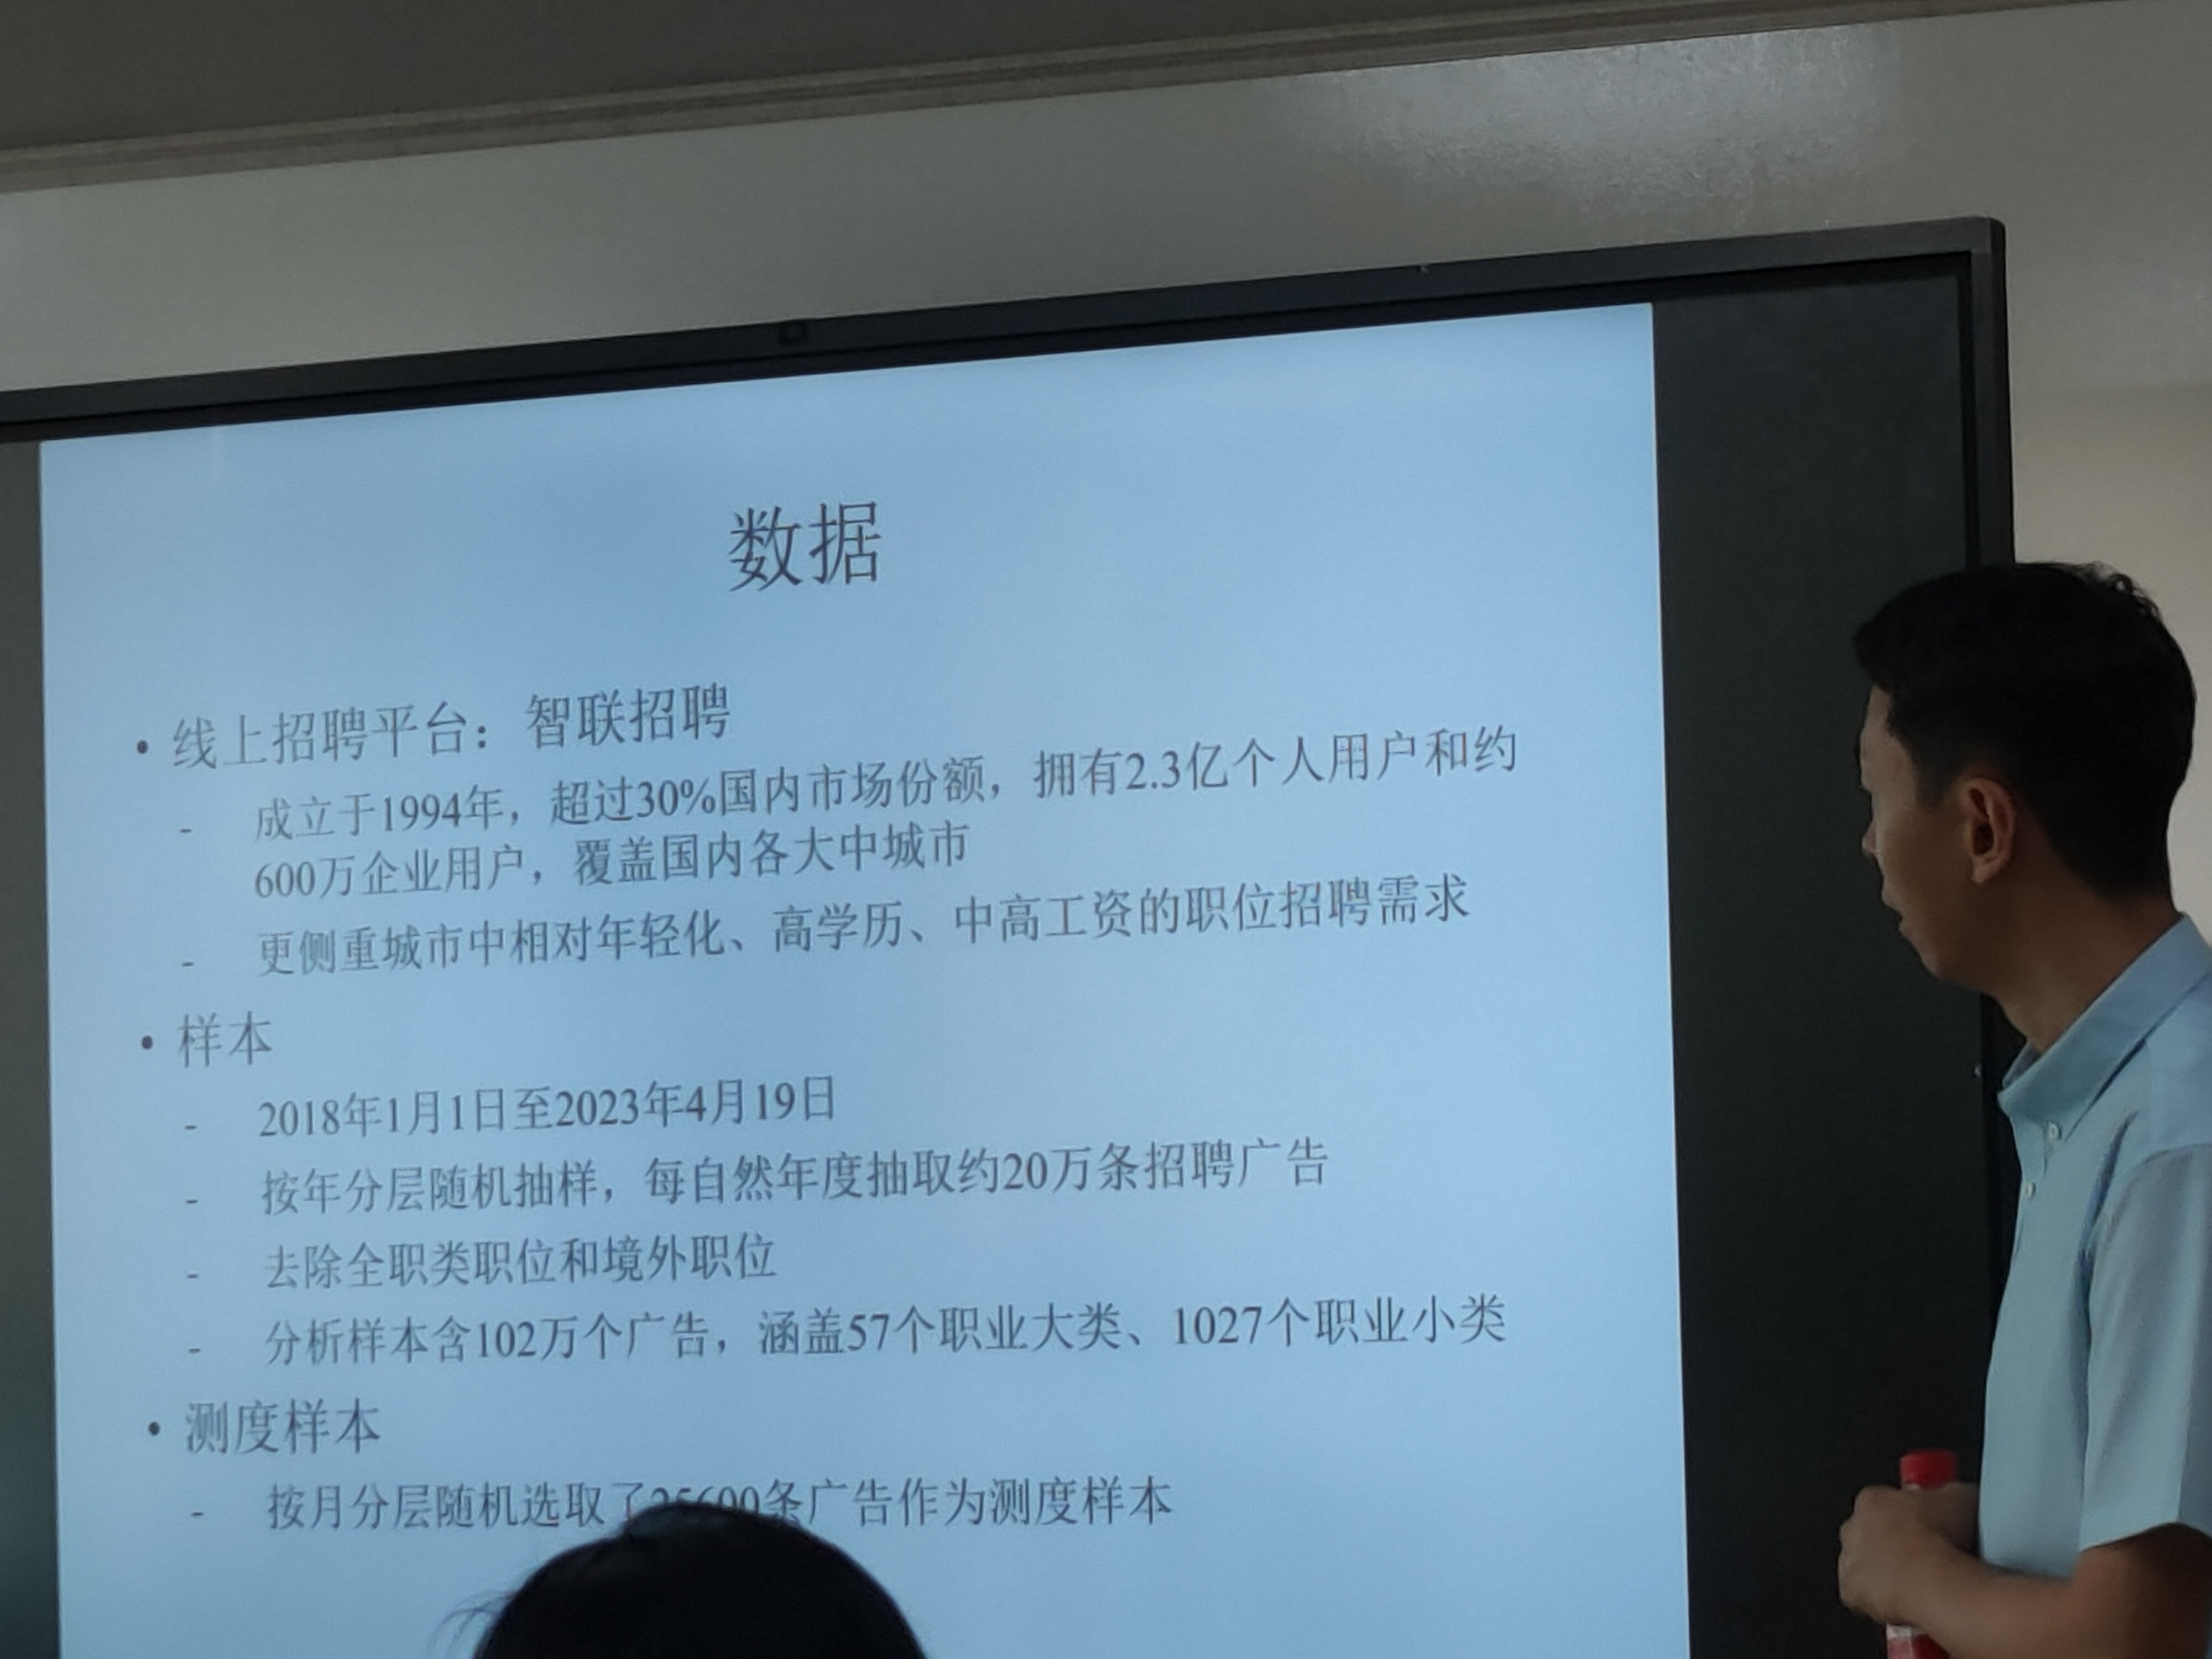 数据
• 线上招聘平台：智联招聘
- 成立于1994年，超过30%国内市场份额，拥有2.3亿个人用户和约
600万企业用户，覆盖国内各大中城市
- 更侧重城市中相对年轻化、高学历、中高工资的职位招聘需求
• 样本
- 2018年1月1日至2023年4月19日
- 按年分层随机抽样，每自然年度抽取约20万条招聘广告
- 去除全职类职位和境外职位
- 分析样本含102万个广告，涵盖57个职业大类、1027个职业小类
• 测度样本
- 按月分层随机选取了25600条广告作为测度样本